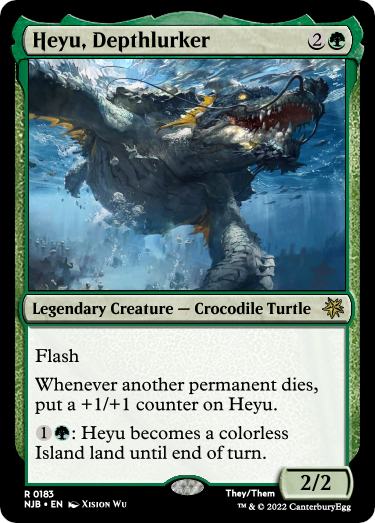 Heyu, Depthlurker 2
Legendary Creature — Crocodile Turtle
Flash
Whenever another permanent dies,
put a +1/+1 counter on Heyu.
1: Heyu becomes a colorless
Island land until end of turn.
2/2
R 0183
They/Them
NJB • EN Xision Wu
™ & © 2022 CanterburyEgg